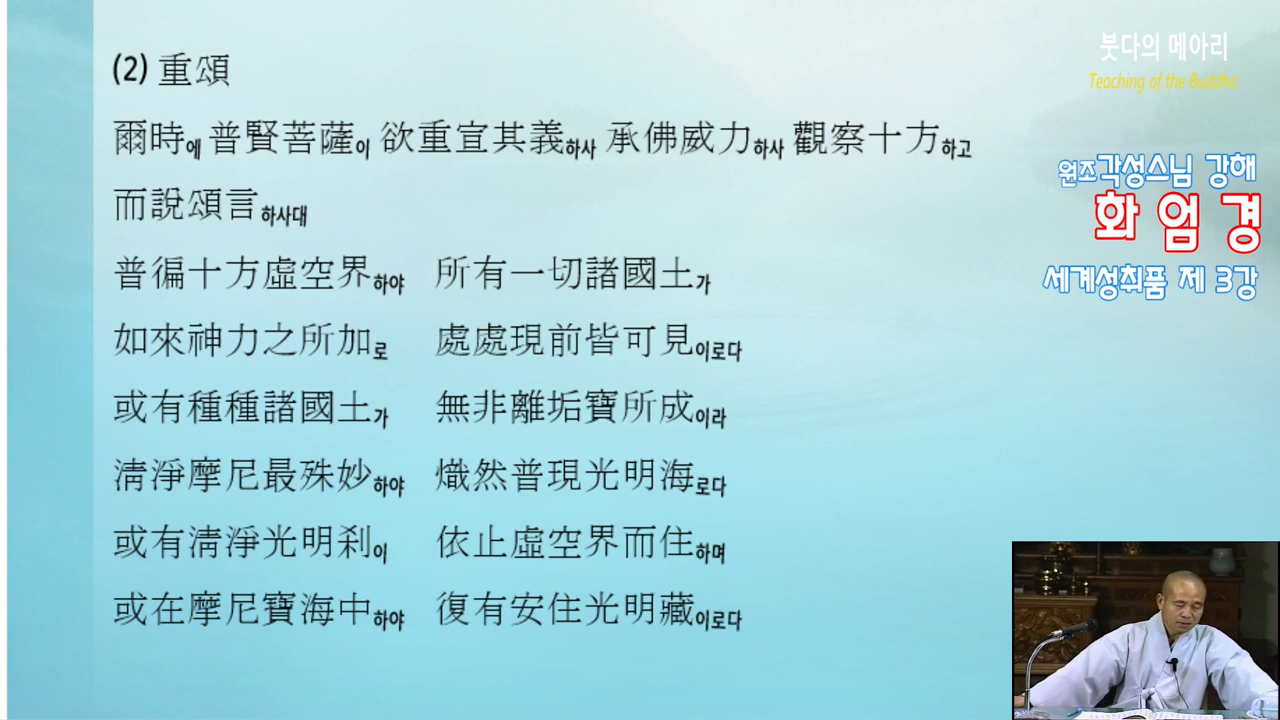 (2) 重頌
爾時에 普賢菩薩이 欲重宣其義하사 承佛威力하사 觀察十方하고
而說頌言하사대
普徧十方虛空界하야 所有一切諸國土가
如來神力之所加로 處處現前皆可見이로다
或有種種諸國土가 無非離垢寶所成이라
淸淨摩尼最殊妙하야 熾然普現光明海로다
或有淸淨光明刹이 依止虛空界而住하며
或在摩尼寶海中하야 復有安住光明藏이로다
붓다의 메아리
Teaching of the Buddha
원조각성스님 강해
화엄경
세계성취품 제 3강